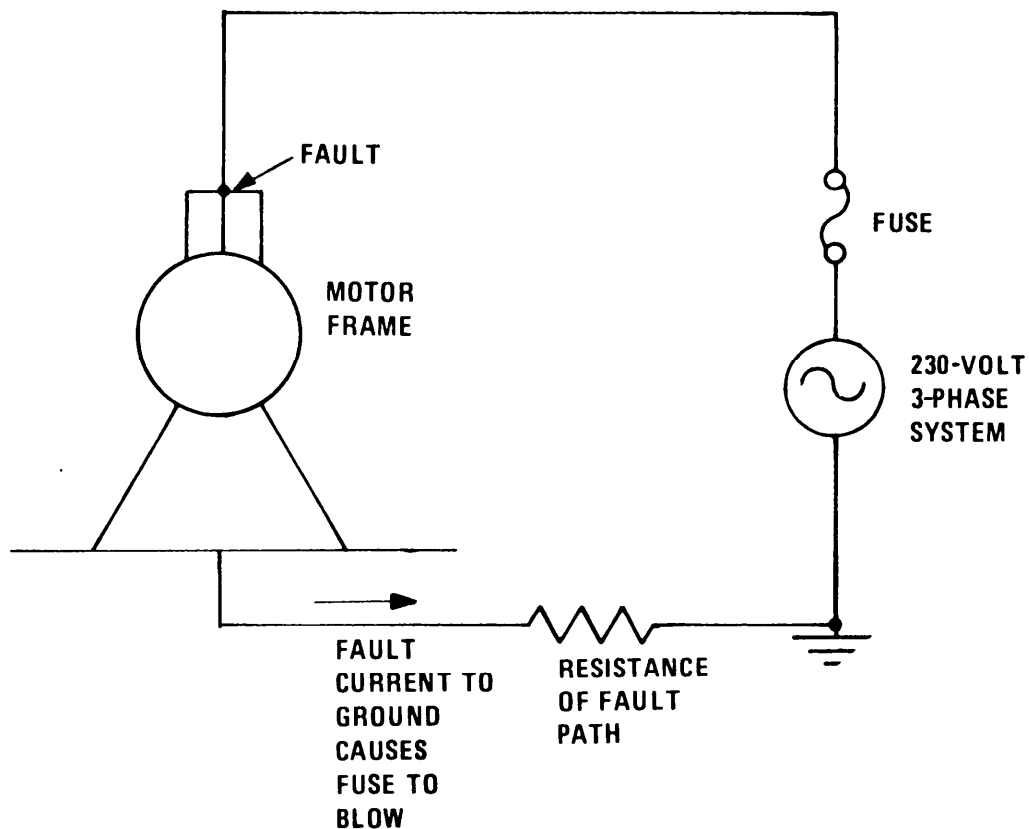 FAULT
FUSE
MOTOR
FRAME
230-VOLT
3-PHASE
SYSTEM
FAULT
CURRENT TO
GROUND
CAUSES
FUSE TO
BLOW
RESISTANCE
OF FAULT
PATH